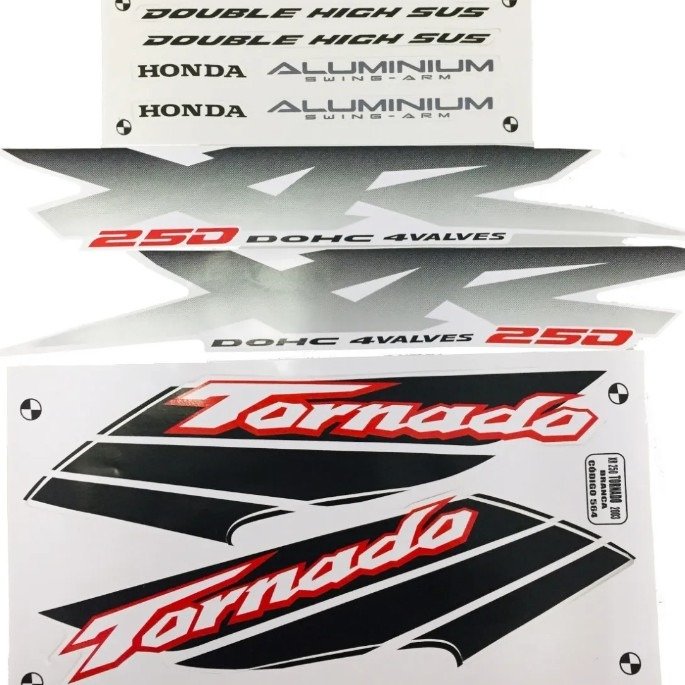 DOUBLE HIGH SUS
DOUBLE HIGH SUS
HONDA ALUMINIUM
SWING-ARM
HONDA ALUMINIUM
SWING-ARM
XR
250 DOHC 4VALVES
XR
DOHC 4VALVES 250
Tornado
XR 250 TORNADO 2003
BRANCA
CÓDIGO 564
Tornado